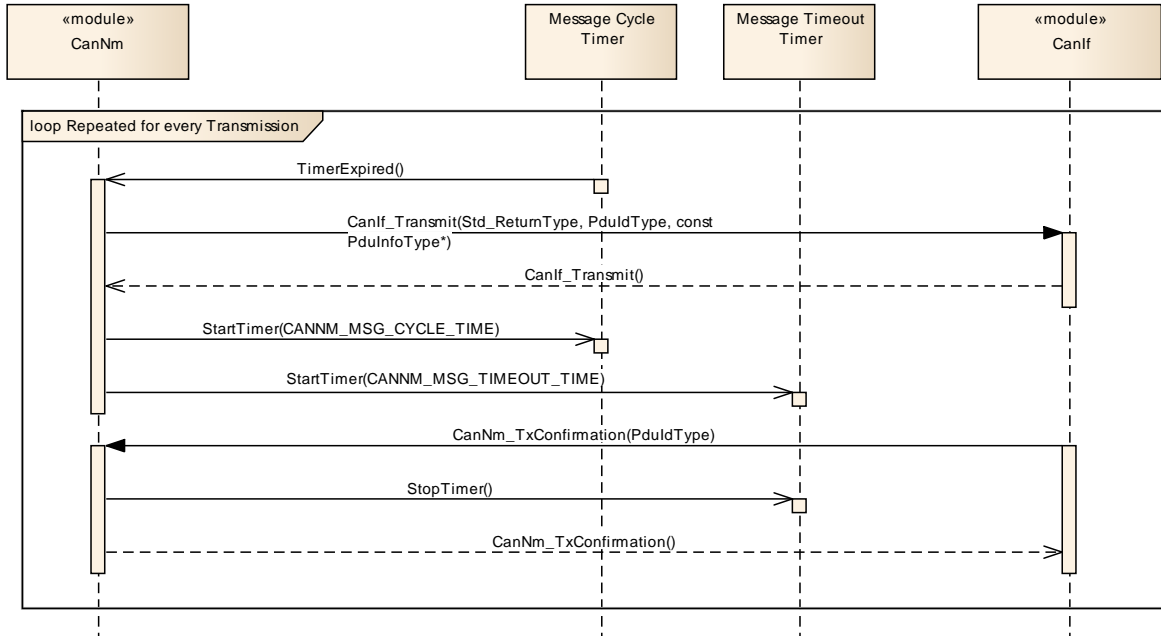 «module»
CanNm
Message Cycle
Timer
Message Timeout
Timer
«module»
CanIf
loop Repeated for every Transmission
TimerExpired()
CanIf_Transmit(Std_ReturnType, PduIdType, const
PduInfoType*)
CanIf_Transmit()
StartTimer(CANNM_MSG_CYCLE_TIME)
StartTimer(CANNM_MSG_TIMEOUT_TIME)
CanNm_TxConfirmation(PduIdType)
StopTimer()
CanNm_TxConfirmation()